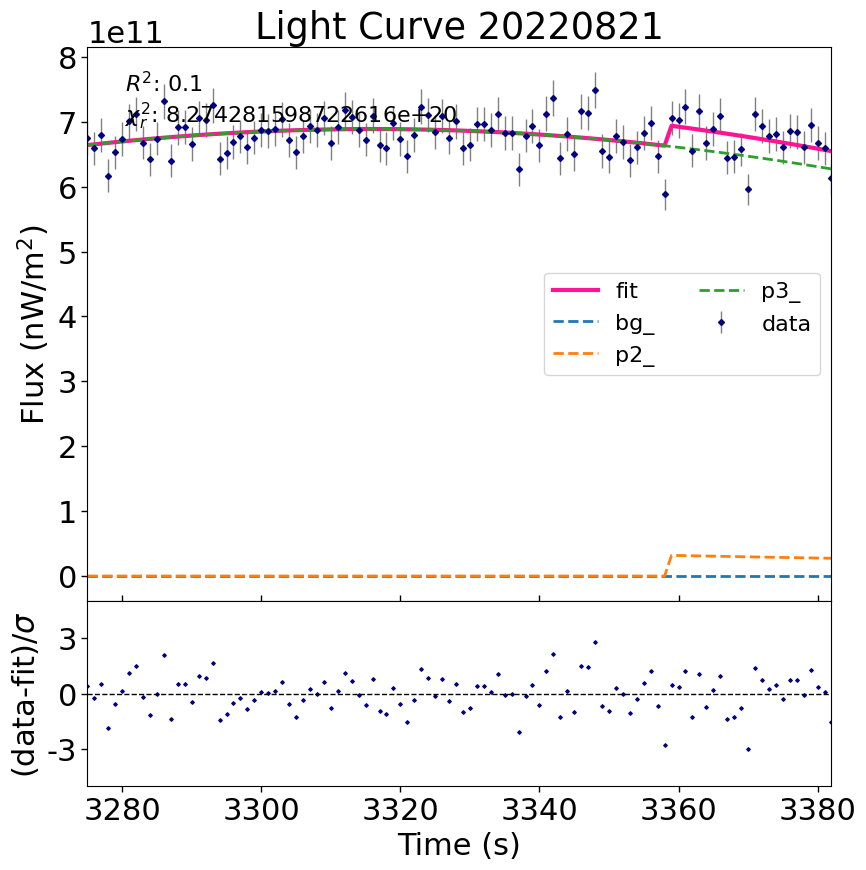 Light Curve 20220821
1e11
R²: 0.1
χ²ᵣ: 8.274281598722616e+20
8
7
6
5
4
3
2
1
0
Flux (nW/m²)
fit
bg_
p2_
p3_
data
3
0
-3
(data-fit)/σ
3280 3300 3320 3340 3360 3380
Time (s)